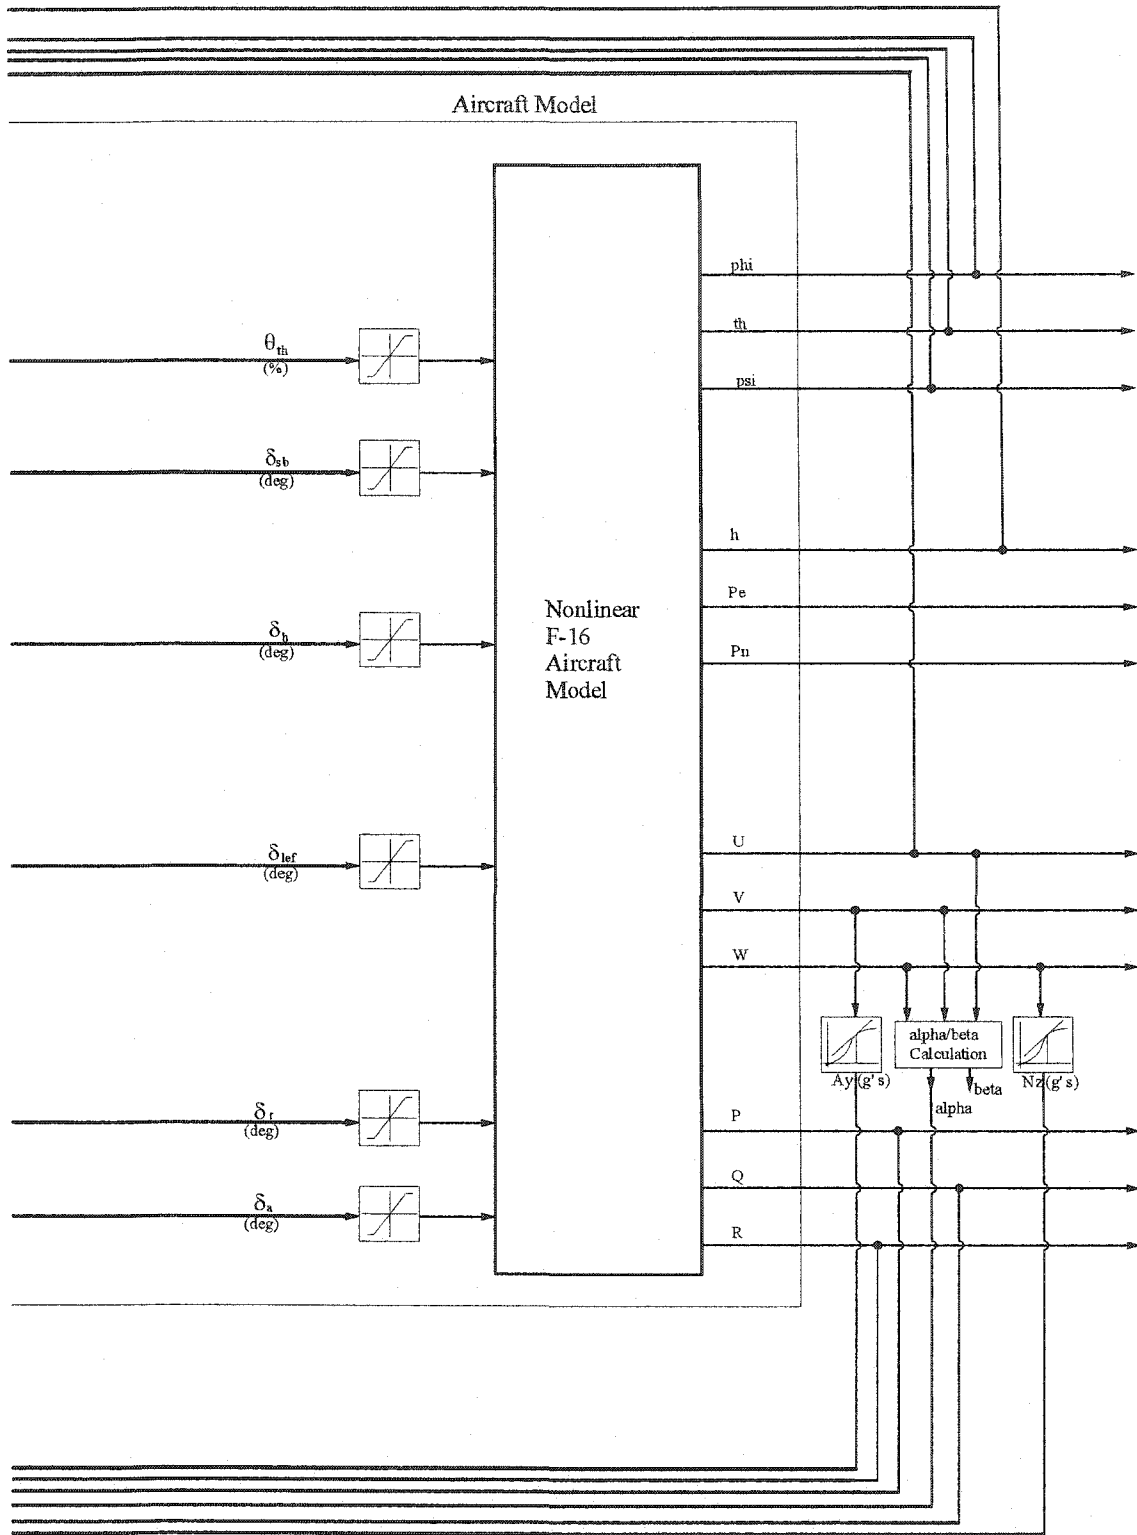 Aircraft Model
phi
th
θth
(%)
psi
δsb
(deg)
h
Pe
Nonlinear
F-16
Aircraft
Model
δh
(deg)
Pn
U
δlef
(deg)
V
W
alpha/beta
Calculation
Ay(g's)
beta
Nz(g's)
alpha
δr
(deg)
P
Q
δa
(deg)
R